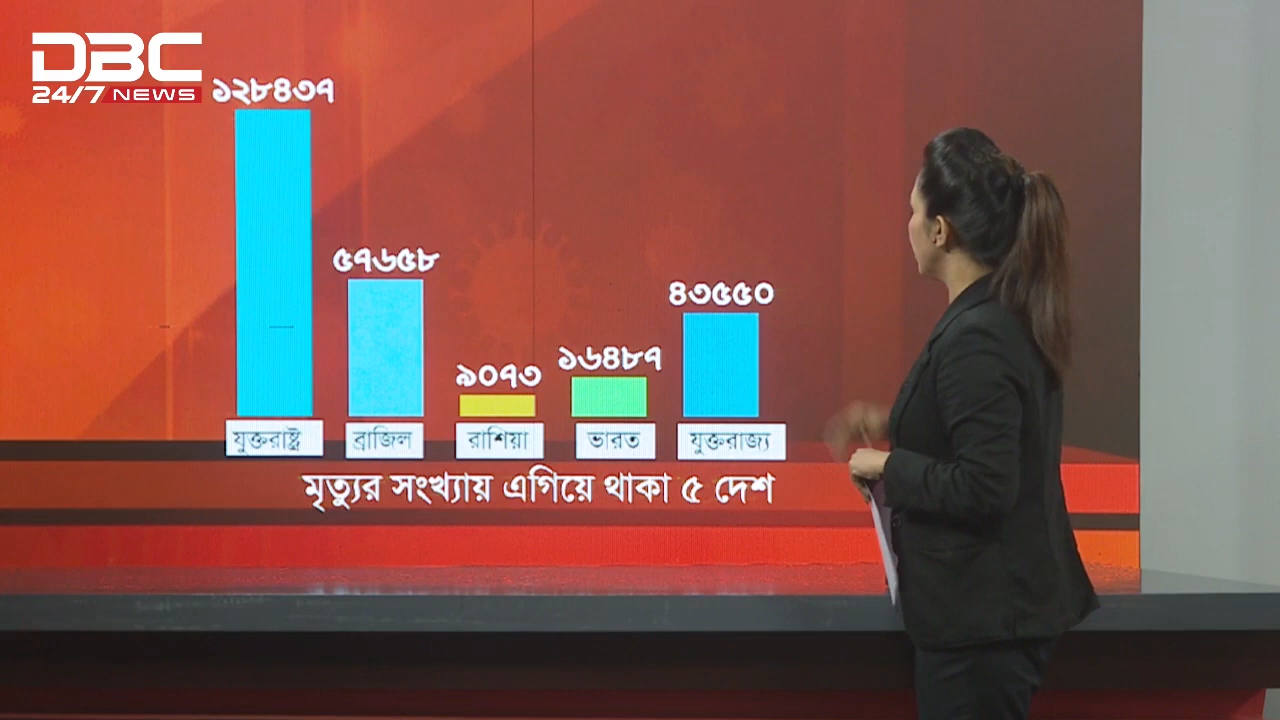 DBC
24/7 NEWS
১২৮৪৩৭
৫৭৬৫৮
৯০৭৩
১৬৪৮৭
৪৩৫৫০
যুক্তরাষ্ট্র
ব্রাজিল
রাশিয়া
ভারত
যুক্তরাজ্য
মৃত্যুর সংখ্যায় এগিয়ে থাকা ৫ দেশ